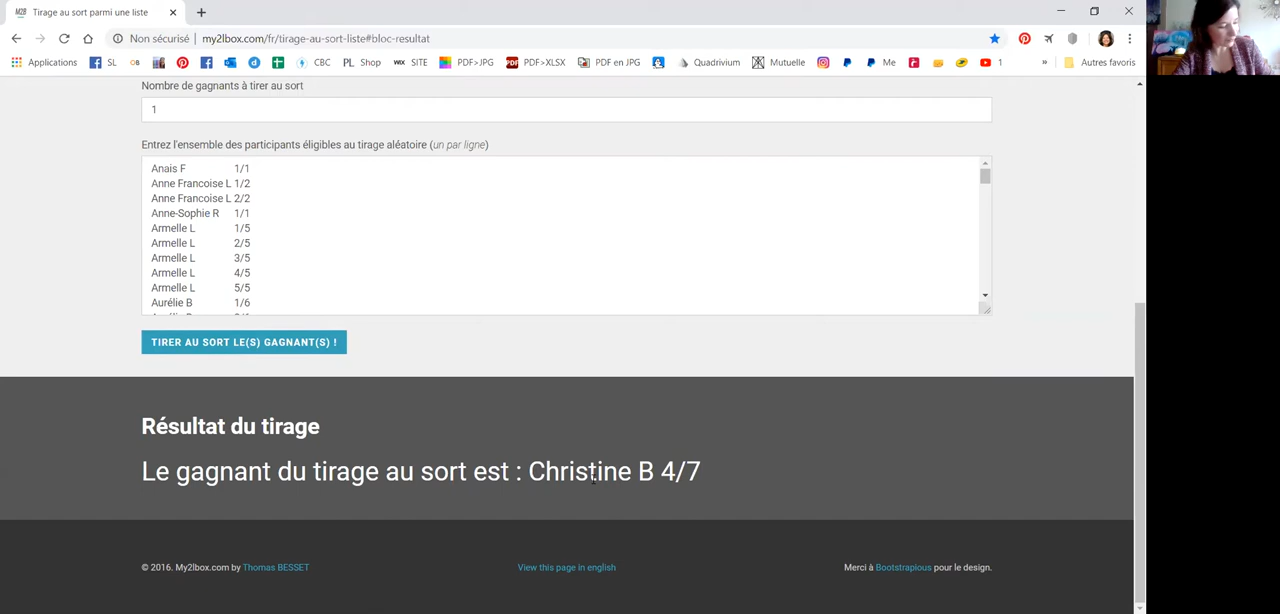 M2B Tirage au sort parmi une liste
Non sécurisé my2lbox.com/fr/tirage-au-sort-liste#bloc-resultat
Applications SL OB CBC PL Shop WIX SITE PDF>JPG PDF PDF>XLSX PDF en JPG Quadrivium Mutuelle Me 1 » Autres favoris
Nombre de gagnants à tirer au sort
1
Entrez l'ensemble des participants éligibles au tirage aléatoire (un par ligne)
Anais F 1/1
Anne Francoise L 1/2
Anne Francoise L 2/2
Anne-Sophie R 1/1
Armelle L 1/5
Armelle L 2/5
Armelle L 3/5
Armelle L 4/5
Armelle L 5/5
Aurélie B 1/6
TIRER AU SORT LE(S) GAGNANT(S) !
Résultat du tirage
Le gagnant du tirage au sort est : Christine B 4/7
© 2016. My2lbox.com by Thomas BESSET View this page in english Merci à Bootstrapious pour le design.